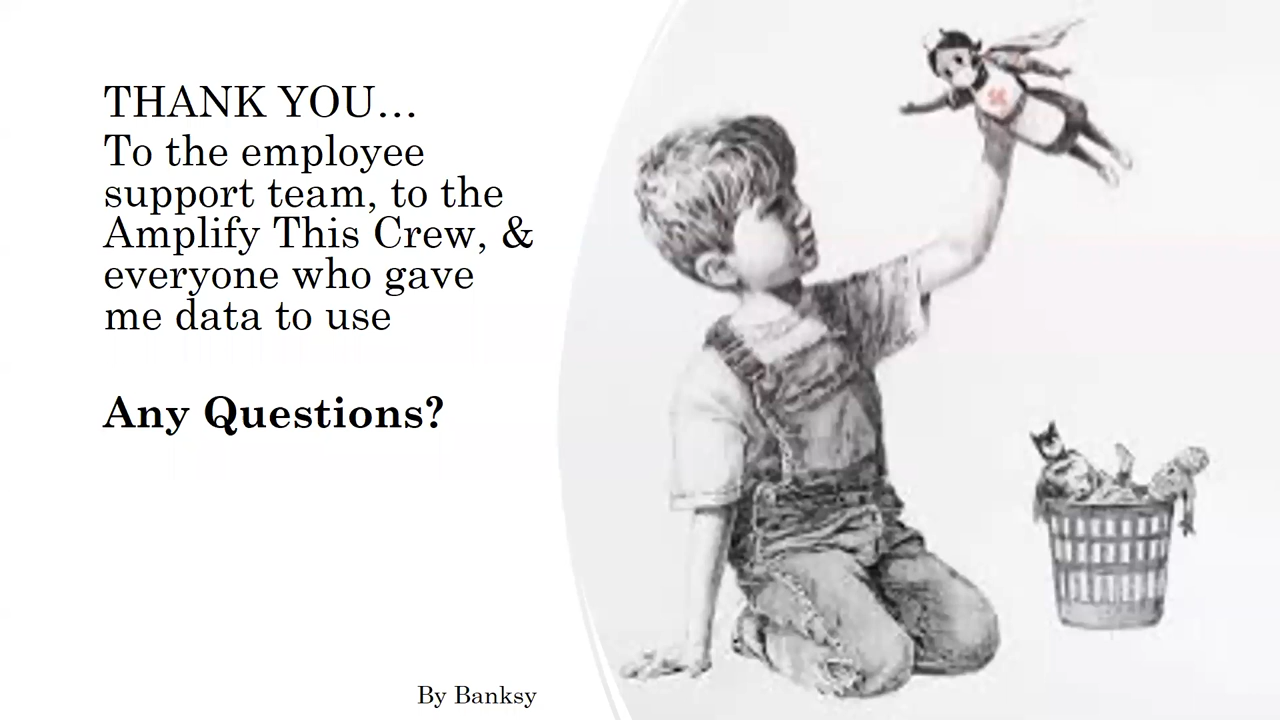 THANK YOU...
To the employee
support team, to the
Amplify This Crew, &
everyone who gave
me data to use
Any Questions?
By Banksy